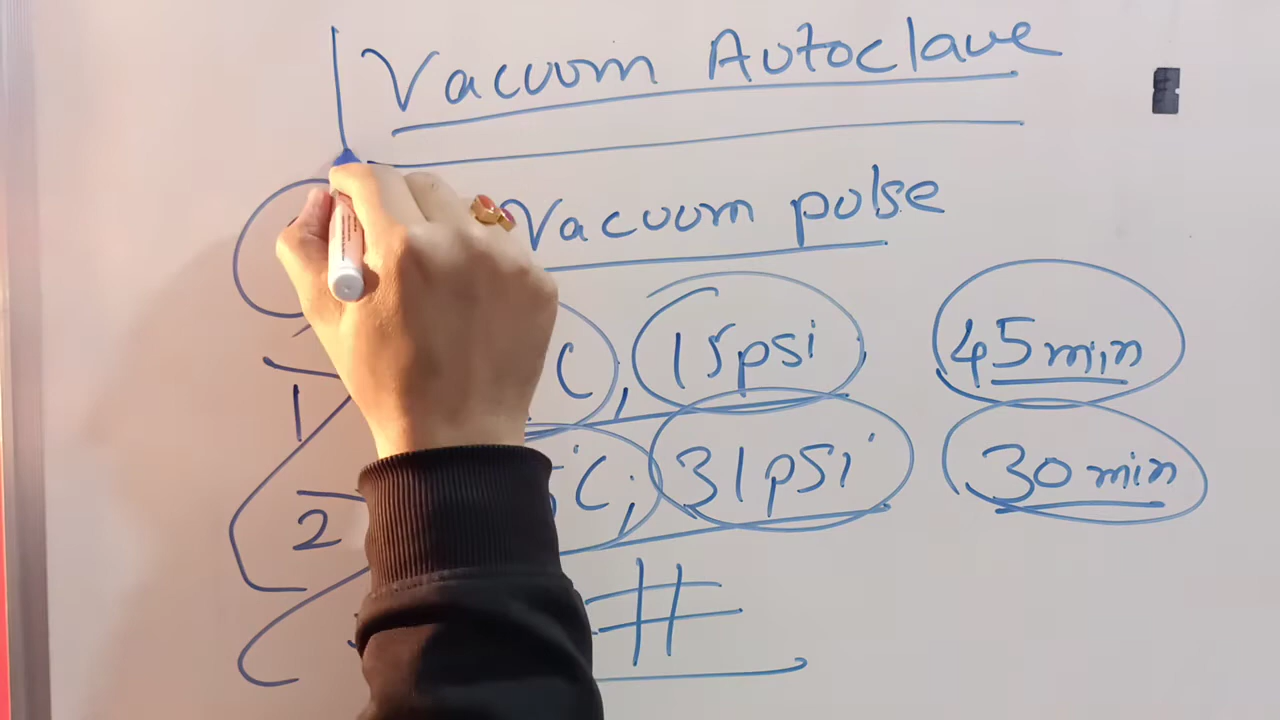 Vacuum Autoclave
Vacuum pulse
1 C, 15psi 45min
2 °C, 31psi 30min
#